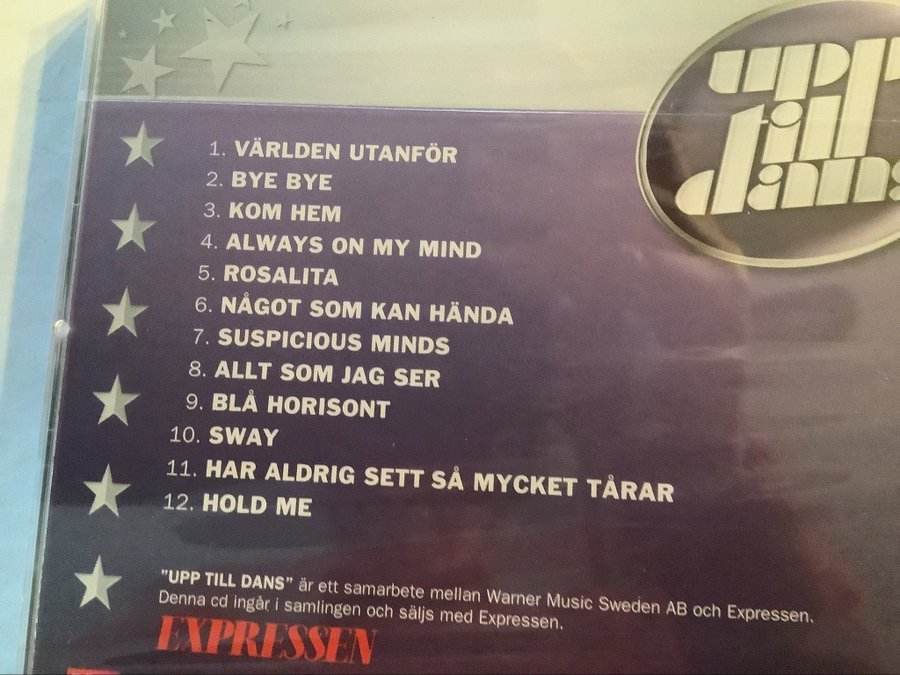 upp
till
dans
1. VÄRLDEN UTANFÖR
2. BYE BYE
3. KOM HEM
4. ALWAYS ON MY MIND
5. ROSALITA
6. NÅGOT SOM KAN HÄNDA
7. SUSPICIOUS MINDS
8. ALLT SOM JAG SER
9. BLÅ HORISONT
10. SWAY
11. HAR ALDRIG SETT SÅ MYCKET TÅRAR
12. HOLD ME
"UPP TILL DANS" är ett samarbete mellan Warner Music Sweden AB och Expressen.
Denna cd ingår i samlingen och säljs med Expressen.
EXPRESSEN